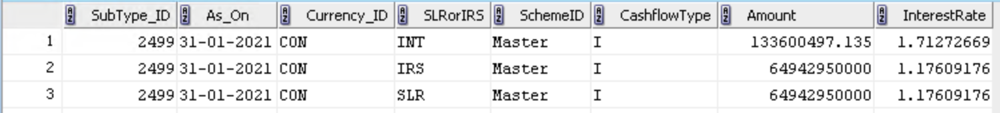 SubType_ID As_On Currency_ID SLRorIRS SchemeID CashflowType Amount InterestRate
1 2499 31-01-2021 CON INT Master I 133600497.135 1.71272669
2 2499 31-01-2021 CON IRS Master I 64942950000 1.17609176
3 2499 31-01-2021 CON SLR Master I 64942950000 1.17609176